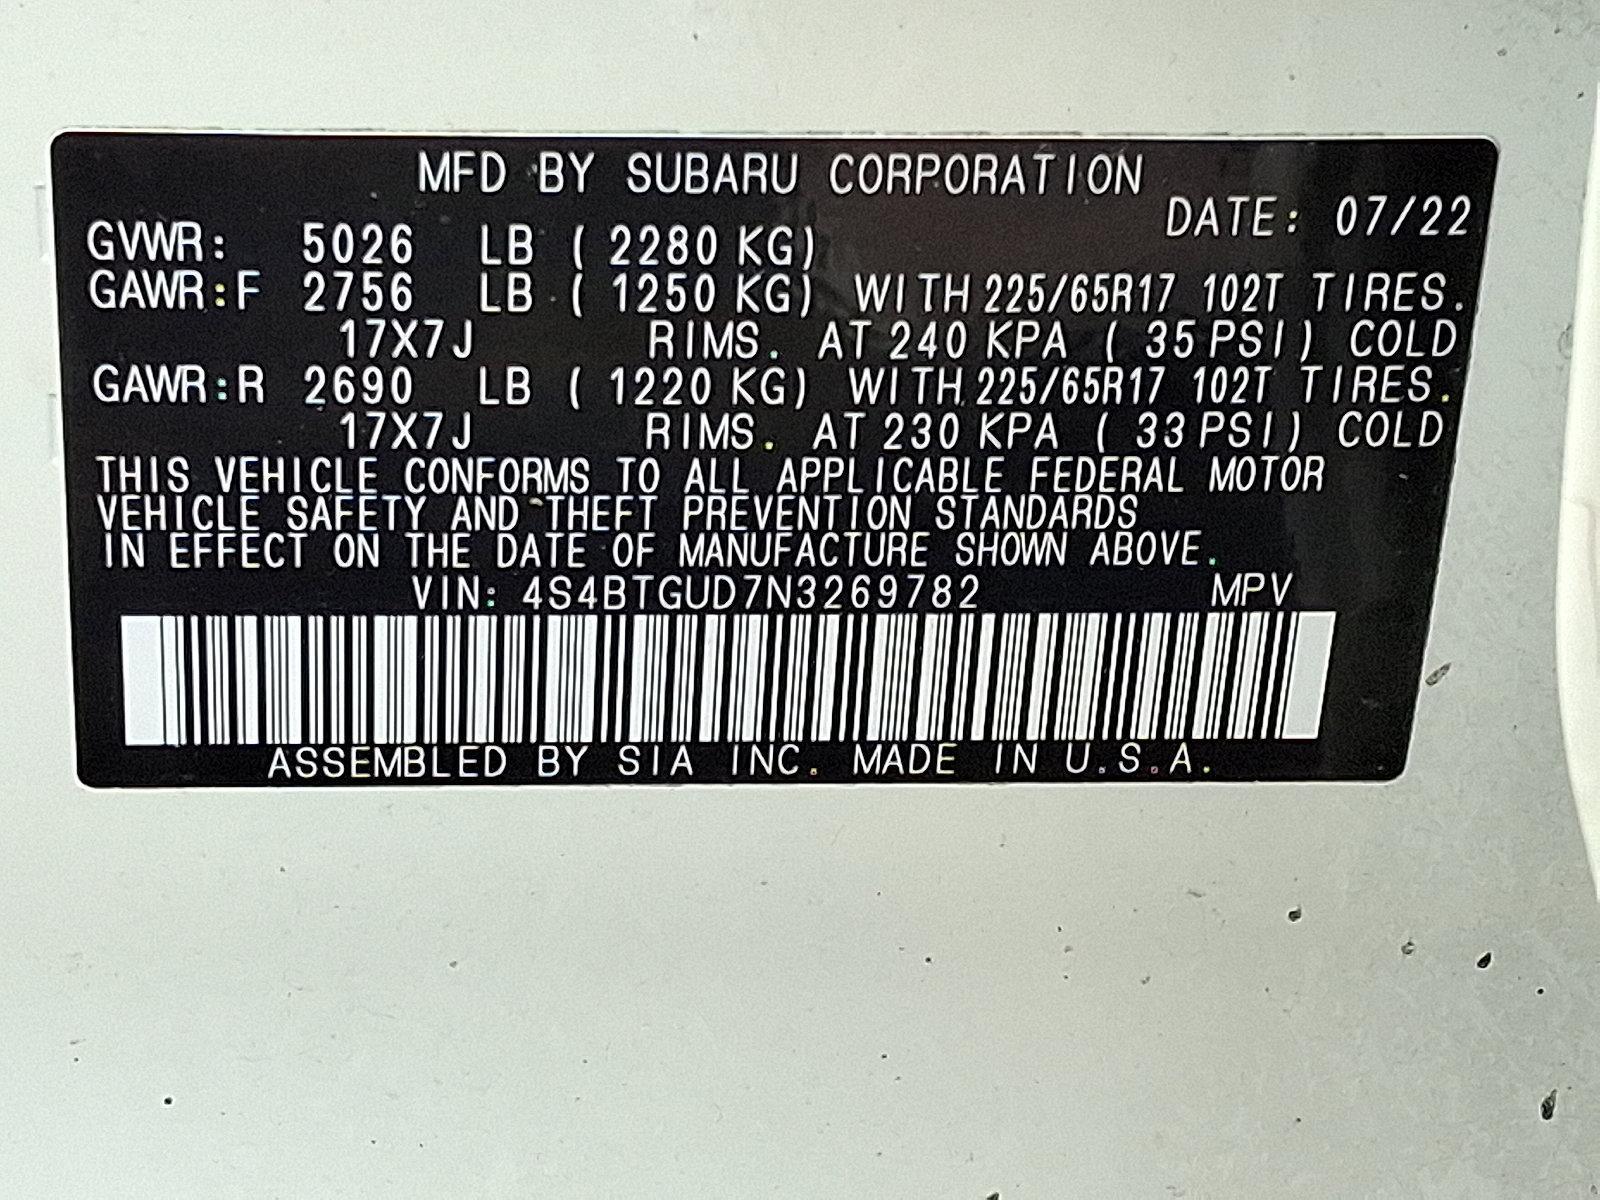 MFD BY SUBARU CORPORATION
DATE: 07/22
GVWR: 5026 LB ( 2280 KG)
GAWR:F 2756 LB ( 1250 KG) WITH 225/65R17 102T TIRES.
17X7J RIMS. AT 240 KPA ( 35 PSI) COLD
GAWR:R 2690 LB ( 1220 KG) WITH 225/65R17 102T TIRES.
17X7J RIMS. AT 230 KPA ( 33 PSI) COLD
THIS VEHICLE CONFORMS TO ALL APPLICABLE FEDERAL MOTOR
VEHICLE SAFETY AND THEFT PREVENTION STANDARDS
IN EFFECT ON THE DATE OF MANUFACTURE SHOWN ABOVE.
VIN: 4S4BTGUD7N3269782 MPV
ASSEMBLED BY SIA INC. MADE IN U.S.A.